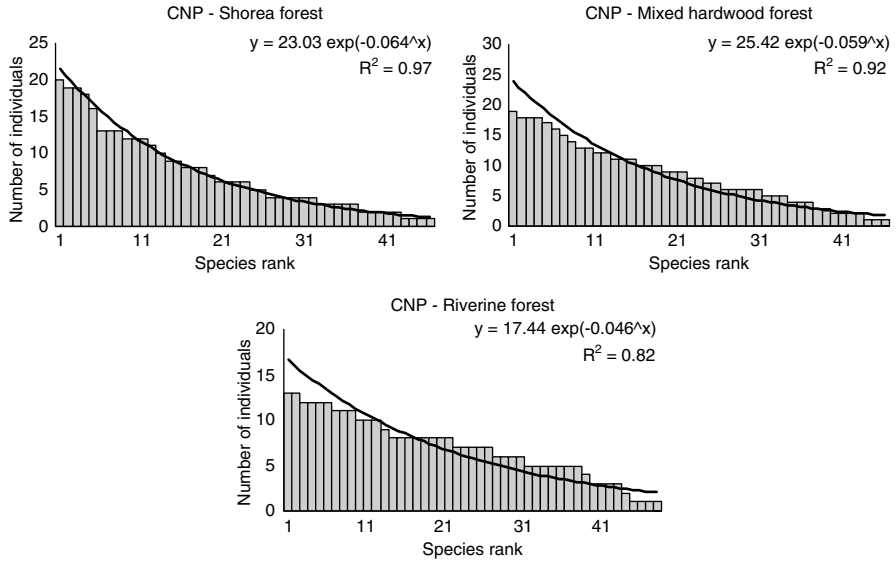 CNP - Shorea forest
y = 23.03 exp(-0.064^x)
R² = 0.97
Number of individuals
25
20
15
10
5
0
1 11 21 31 41
Species rank
CNP - Mixed hardwood forest
y = 25.42 exp(-0.059^x)
R² = 0.92
Number of individuals
30
25
20
15
10
5
0
1 11 21 31 41
Species rank
CNP - Riverine forest
y = 17.44 exp(-0.046^x)
R² = 0.82
Number of individuals
20
15
10
5
0
1 11 21 31 41
Species rank